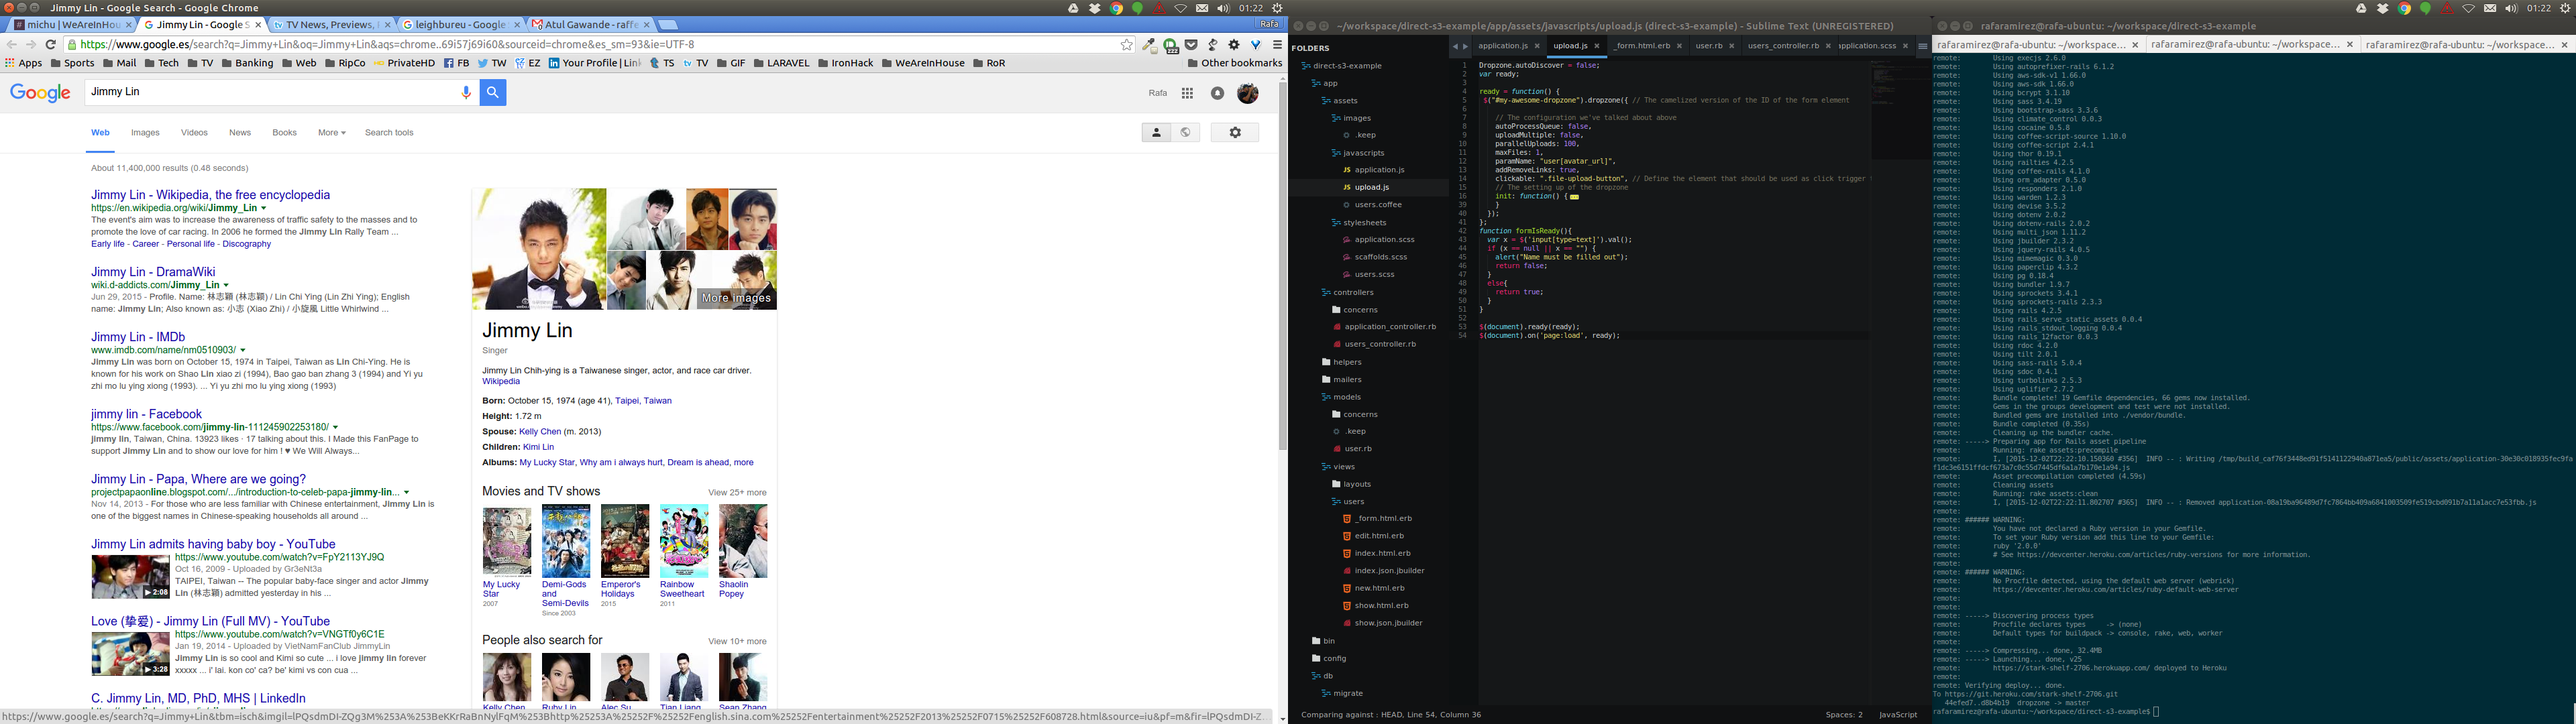 Jimmy Lin - Google Search - Google Chrome
01:22
michu | WeAreInHou
Jimmy Lin - Google S
TV News, Previews,
leighbureu - Google
Atul Gawande - raffe
Rafa
https://www.google.es/search?q=Jimmy+Lin&oq=Jimmy+Lin&aqs=chrome..69i57j69i60&sourceid=chrome&es_sm=93&ie=UTF-8
Apps Sports Mail Tech TV Banking Web RipCo PrivateHD FB TW EZ Your Profile | Lin TS TV GIF LARAVEL IronHack WeAreInHouse RoR Other bookmarks
Google
Jimmy Lin
Rafa
Web Images Videos News Books More Search tools
About 11,400,000 results (0.48 seconds)
Jimmy Lin - Wikipedia, the free encyclopedia
https://en.wikipedia.org/wiki/Jimmy_Lin
The event's aim was to increase the awareness of traffic safety to the masses and to
promote the love of car racing. In 2006 he formed the Jimmy Lin Rally Team ...
Early life - Career - Personal life - Discography
Jimmy Lin - DramaWiki
wiki.d-addicts.com/Jimmy_Lin
Jun 29, 2015 - Profile. Name: 林志穎 (林志颖) / Lin Chi Ying (Lin Zhi Ying); English
name: Jimmy Lin; Also known as: 小志 (Xiao Zhi) / 小旋風 Little Whirlwind ...
Jimmy Lin - IMDb
www.imdb.com/name/nm0510903/
Jimmy Lin was born on October 15, 1974 in Taipei, Taiwan as Lin Chi-Ying. He is
known for his work on Shao Lin xiao zi (1994), Bao gao ban zhang 3 (1994) and Yi yu
zhi mo lu ying xiong (1993). ... Yi yu zhi mo lu ying xiong (1993)
jimmy lin - Facebook
https://www.facebook.com/jimmy-lin-111245902253180/
jimmy lin, Taiwan, China. 13923 likes · 17 talking about this. I Made this FanPage to
support Jimmy Lin and to show our love for him ! ♥ We Will Always...
Jimmy Lin - Papa, Where are we going?
projectpapaonline.blogspot.com/.../introduction-to-celeb-papa-jimmy-lin...
Nov 14, 2013 - For those who are less familiar with Chinese entertainment, Jimmy Lin is
one of the biggest names in Chinese-speaking households all around ...
Jimmy Lin admits having baby boy - YouTube
https://www.youtube.com/watch?v=FpY2113YJ9Q
Oct 16, 2009 - Uploaded by Gr3eNt3a
TAIPEI, Taiwan -- The popular baby-face singer and actor Jimmy
Lin (林志颖) admitted yesterday in his ...
2:08
Love (挚爱) - Jimmy Lin (Full MV) - YouTube
https://www.youtube.com/watch?v=VNGTf0y6C1E
Jan 19, 2014 - Uploaded by VietNamFanClub JimmyLin
Jimmy Lin is so cool and Kimi so cute ... i love jimmy lin forever
xxxxx ... i' lai. kon co' ca? be' kimi vs con cua ...
3:28
C. Jimmy Lin, MD, PhD, MHS | LinkedIn
More images
Jimmy Lin
Singer
Jimmy Lin Chih-ying is a Taiwanese singer, actor, and race car driver.
Wikipedia
Born: October 15, 1974 (age 41), Taipei, Taiwan
Height: 1.72 m
Spouse: Kelly Chen (m. 2013)
Children: Kimi Lin
Albums: My Lucky Star, Why am i always hurt, Dream is ahead, more
Movies and TV shows
View 25+ more
My Lucky Star 2007
Demi-Gods and Semi-Devils Since 2003
Emperor's Holidays 2015
Rainbow Sweetheart 2011
Shaolin Popey
People also search for
View 10+ more
Kelly Chen Ruby Lin Alec Su Tian Liang Sean Zhang
~/workspace/direct-s3-example/app/assets/javascripts/upload.js (direct-s3-example) - Sublime Text (UNREGISTERED)
FOLDERS
direct-s3-example
app
assets
images
.keep
javascripts
application.js
upload.js
users.coffee
stylesheets
application.scss
scaffolds.scss
users.scss
controllers
concerns
application_controller.rb
users_controller.rb
helpers
mailers
models
concerns
.keep
user.rb
views
layouts
users
_form.html.erb
edit.html.erb
index.html.erb
index.json.jbuilder
new.html.erb
show.html.erb
show.json.jbuilder
bin
config
db
migrate
application.js upload.js _form.html.erb user.rb users_controller.rb application.scss
1 Dropzone.autoDiscover = false;
2 var ready;
3
4 ready = function() {
5 $("#my-awesome-dropzone").dropzone({ // The camelized version of the ID of the form element
6
7 // The configuration we've talked about above
8 autoProcessQueue: false,
9 uploadMultiple: false,
10 parallelUploads: 100,
11 maxFiles: 1,
12 paramName: "user[avatar_url]",
13 addRemoveLinks: true,
14 clickable: ".file-upload-button", // Define the element that should be used as click trigger
15 // The setting up of the dropzone
16 init: function() {
39 }
40 });
41 };
42 function formIsReady(){
43 var x = $('input[type=text]').val();
44 if (x == null || x == "") {
45 alert("Name must be filled out");
46 return false;
47 }
48 else{
49 return true;
50 }
51 }
52
53 $(document).ready(ready);
54 $(document).on('page:load', ready);
Comparing against : HEAD, Line 54, Column 36
Spaces: 2
JavaScript
rafaramirez@rafa-ubuntu: ~/workspace/direct-s3-example
01:22
rafaramirez@rafa-ubuntu: ~/workspace...
rafaramirez@rafa-ubuntu: ~/workspace...
rafaramirez@rafa-ubuntu: ~/workspace...
remote: Using execjs 2.6.0
remote: Using autoprefixer-rails 6.1.2
remote: Using aws-sdk-v1 1.66.0
remote: Using aws-sdk 1.66.0
remote: Using bcrypt 3.1.10
remote: Using sass 3.4.19
remote: Using bootstrap-sass 3.3.6
remote: Using climate_control 0.0.3
remote: Using cocaine 0.5.8
remote: Using coffee-script-source 1.10.0
remote: Using coffee-script 2.4.1
remote: Using thor 0.19.1
remote: Using railties 4.2.5
remote: Using coffee-rails 4.1.0
remote: Using orm_adapter 0.5.0
remote: Using responders 2.1.0
remote: Using warden 1.2.3
remote: Using devise 3.5.2
remote: Using dotenv 2.0.2
remote: Using dotenv-rails 2.0.2
remote: Using multi_json 1.11.2
remote: Using jbuilder 2.3.2
remote: Using jquery-rails 4.0.5
remote: Using mimemagic 0.3.0
remote: Using paperclip 4.3.2
remote: Using pg 0.18.4
remote: Using bundler 1.9.7
remote: Using sprockets 3.4.1
remote: Using sprockets-rails 2.3.3
remote: Using rails 4.2.5
remote: Using rails_serve_static_assets 0.0.4
remote: Using rails_stdout_logging 0.0.4
remote: Using rails_12factor 0.0.3
remote: Using rdoc 4.2.0
remote: Using tilt 2.0.1
remote: Using sass-rails 5.0.4
remote: Using sdoc 0.4.1
remote: Using turbolinks 2.5.3
remote: Using uglifier 2.7.2
remote: Bundle complete! 19 Gemfile dependencies, 66 gems now installed.
remote: Gems in the groups development and test were not installed.
remote: Bundled gems are installed into ./vendor/bundle.
remote: Bundle completed (0.35s)
remote: Cleaning up the bundler cache.
remote: -----> Preparing app for Rails asset pipeline
remote: Running: rake assets:precompile
remote: I, [2015-12-02T22:22:10.150360 #356] INFO -- : Writing /tmp/build_caf76f3448ed91f5141122940a871ea5/public/assets/application-30e30c018935fec9fa
f1dc3e6151ffdcf673a7c0c55d7445df6a1a7b170e1a94.js
remote: Asset precompilation completed (4.59s)
remote: Cleaning assets
remote: Running: rake assets:clean
remote: I, [2015-12-02T22:22:11.802707 #365] INFO -- : Removed application-08a19ba96489d7fc7864bb409a6841003509fe519cbd091b7a11a1acc7e53fbb.js
remote:
remote: ###### WARNING:
remote: You have not declared a Ruby version in your Gemfile.
remote: To set your Ruby version add this line to your Gemfile:
remote: ruby '2.0.0'
remote: # See https://devcenter.heroku.com/articles/ruby-versions for more information.
remote:
remote: ###### WARNING:
remote: No Procfile detected, using the default web server (webrick)
remote: https://devcenter.heroku.com/articles/ruby-default-web-server
remote:
remote:
remote: -----> Discovering process types
remote: Procfile declares types -> (none)
remote: Default types for buildpack -> console, rake, web, worker
remote:
remote: -----> Compressing... done, 32.4MB
remote: -----> Launching... done, v25
remote: https://stark-shelf-2706.herokuapp.com/ deployed to Heroku
remote:
remote: Verifying deploy... done.
To https://git.heroku.com/stark-shelf-2706.git
44efed7..d8b4b19 dropzone -> master
rafaramirez@rafa-ubuntu:~/workspace/direct-s3-example$